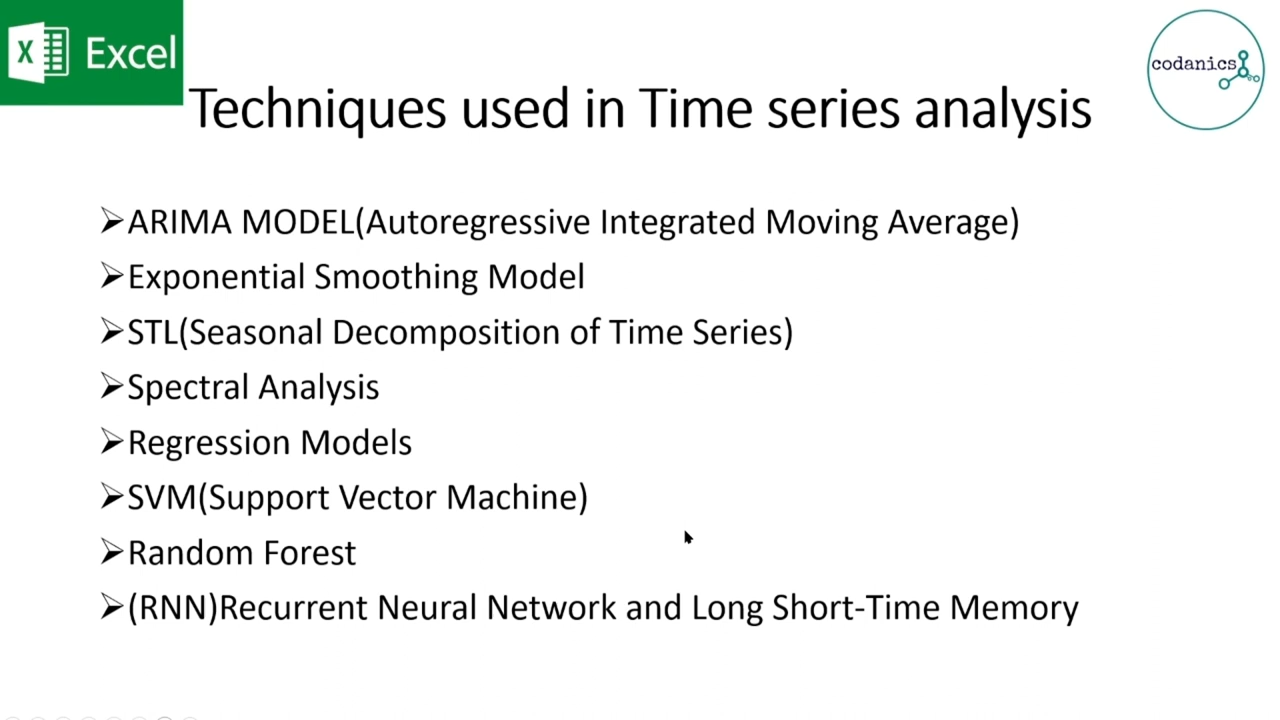 X Excel
codanics
Techniques used in Time series analysis
➢ARIMA MODEL(Autoregressive Integrated Moving Average)
➢Exponential Smoothing Model
➢STL(Seasonal Decomposition of Time Series)
➢Spectral Analysis
➢Regression Models
➢SVM(Support Vector Machine)
➢Random Forest
➢(RNN)Recurrent Neural Network and Long Short-Time Memory